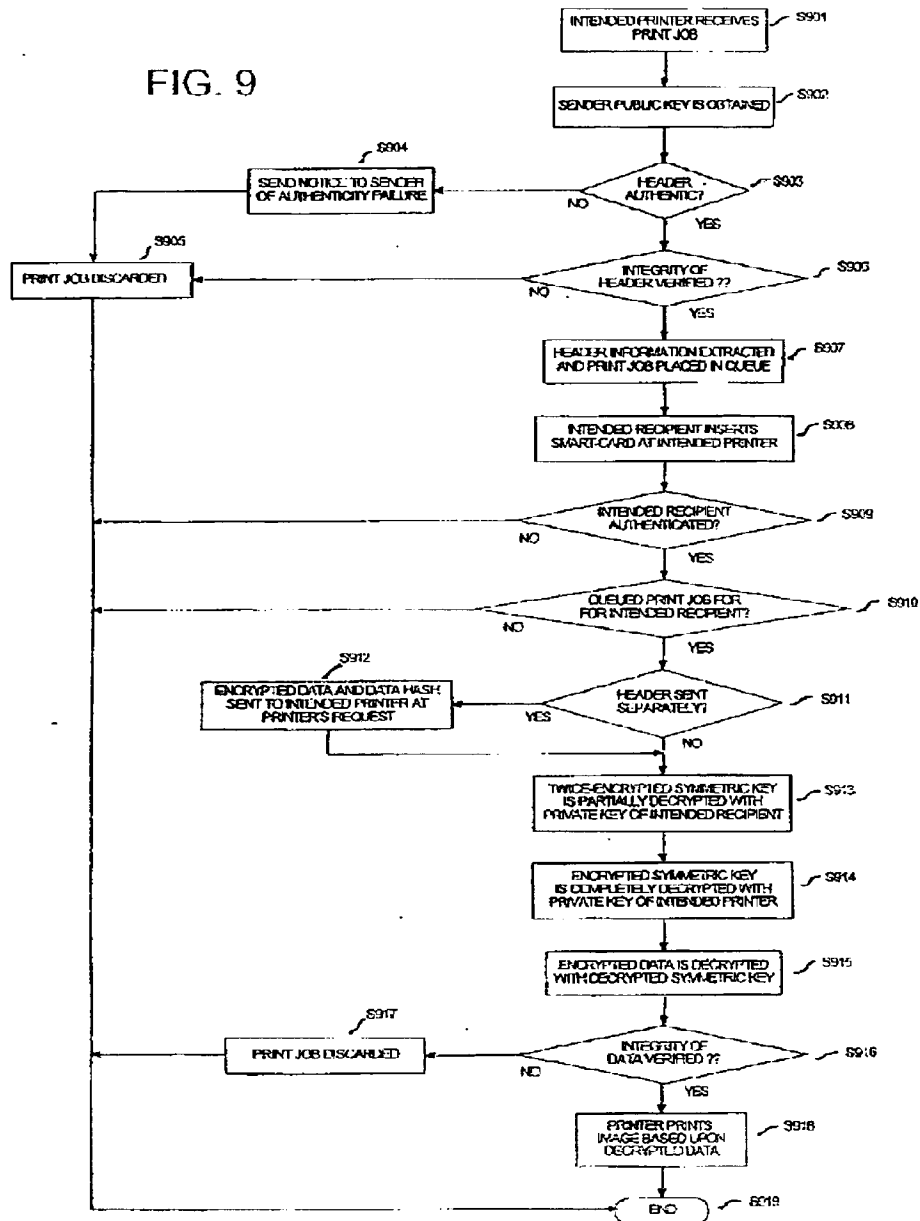 FIG. 9
INTENDED PRINTER RECEIVES
PRINT JOB
S901
SENDER PUBLIC KEY IS OBTAINED
S902
HEADER
AUTHENTIC?
S903
NO
YES
SEND NOTICE TO SENDER
OF AUTHENTICITY FAILURE
S904
PRINT JOB DISCARDED
S905
INTEGRITY OF
HEADER VERIFIED ??
NO
YES
HEADER INFORMATION EXTRACTED
AND PRINT JOB PLACED IN QUEUE
S907
INTENDED RECIPIENT INSERTS
SMART-CARD AT INTENDED PRINTER
S908
INTENDED RECIPIENT
AUTHENTICATED?
S909
NO
YES
QUEUED PRINT JOB FOR
FOR INTENDED RECIPIENT?
S910
NO
YES
HEADER SENT
SEPARATELY?
S911
YES
NO
S912
ENCRYPTED DATA AND DATA HASH
SENT TO INTENDED PRINTER AT
PRINTER'S REQUEST
TWICE-ENCRYPTED SYMMETRIC KEY
IS PARTIALLY DECRYPTED WITH
PRIVATE KEY OF INTENDED RECIPIENT
S913
ENCRYPTED SYMMETRIC KEY
IS COMPLETELY DECRYPTED WITH
PRIVATE KEY OF INTENDED PRINTER
S914
ENCRYPTED DATA IS DECRYPTED
WITH DECRYPTED SYMMETRIC KEY
S915
INTEGRITY OF
DATA VERIFIED ??
S916
NO
YES
S917
PRINT JOB DISCARDED
PRINTER PRINTS
IMAGE BASED UPON
DECRYPTED DATA
S918
END
S919